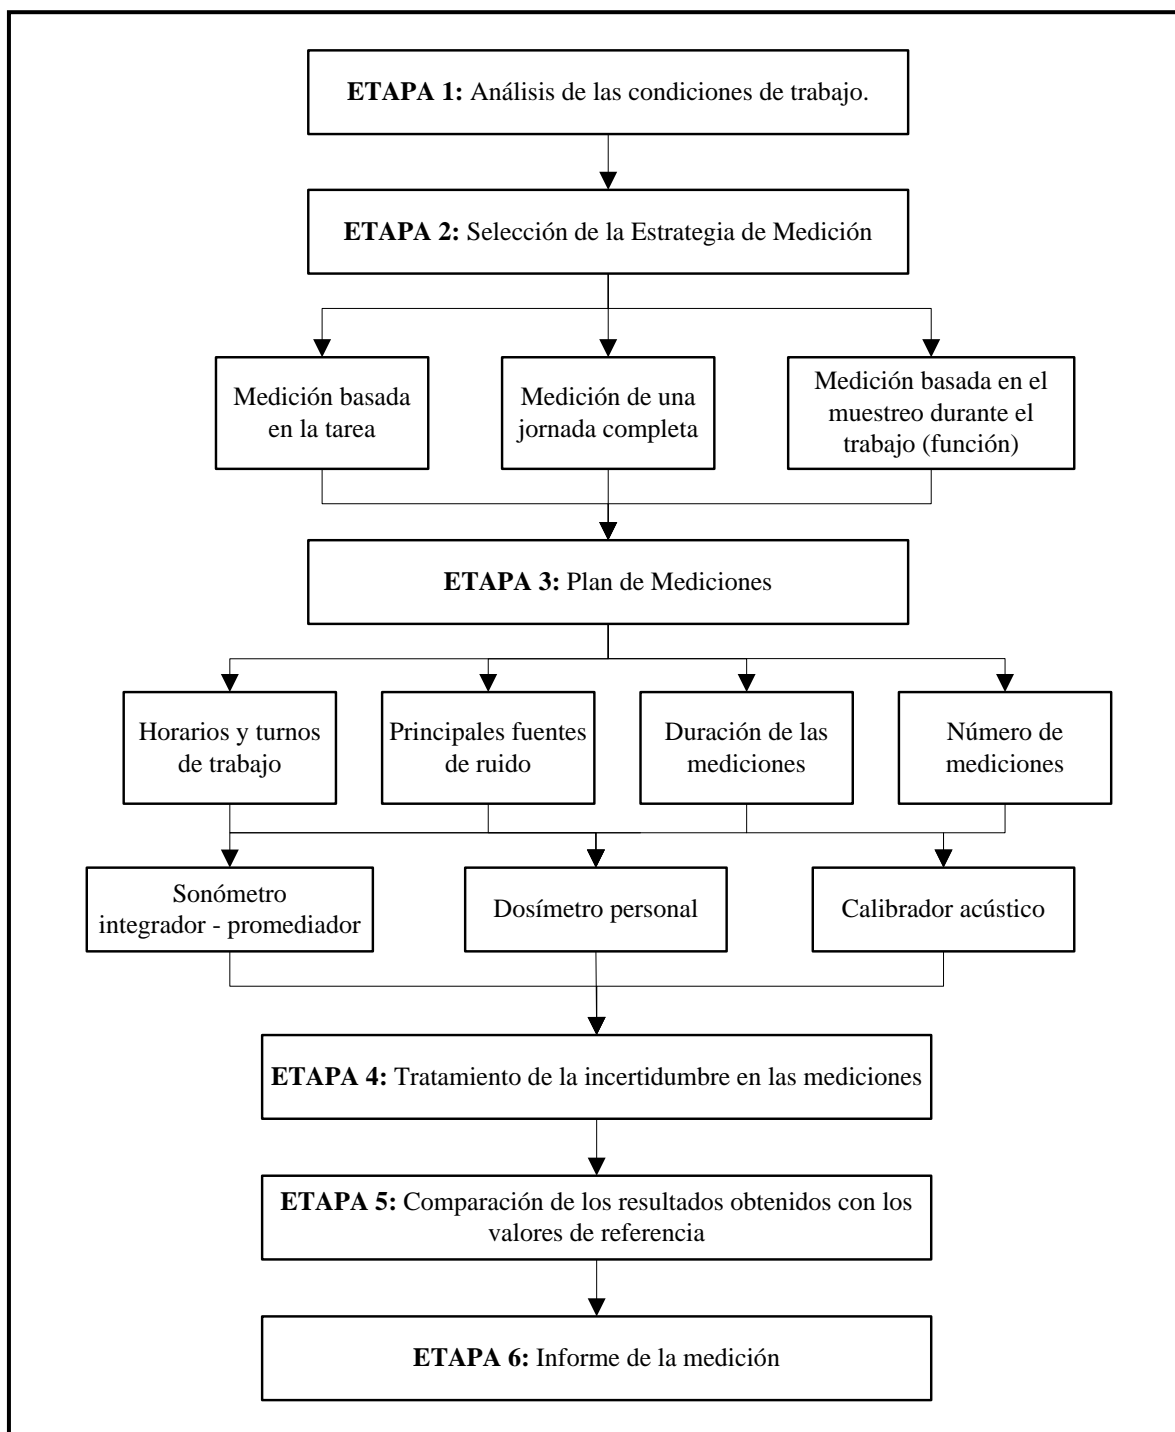 ETAPA 1: Análisis de las condiciones de trabajo.
ETAPA 2: Selección de la Estrategia de Medición
Medición basada
en la tarea
Medición de una
jornada completa
Medición basada en el
muestreo durante el
trabajo (función)
ETAPA 3: Plan de Mediciones
Horarios y turnos
de trabajo
Principales fuentes
de ruido
Duración de las
mediciones
Número de
mediciones
Sonómetro
integrador - promediador
Dosímetro personal
Calibrador acústico
ETAPA 4: Tratamiento de la incertidumbre en las mediciones
ETAPA 5: Comparación de los resultados obtenidos con los
valores de referencia
ETAPA 6: Informe de la medición